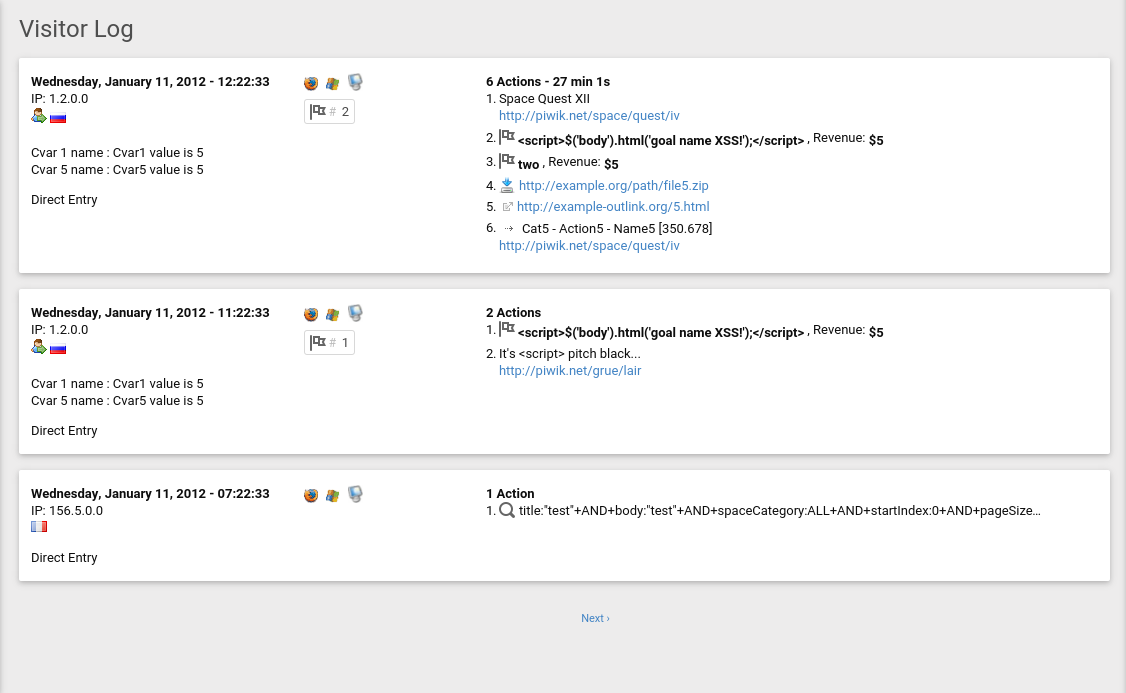 Visitor Log
Wednesday, January 11, 2012 - 12:22:33
IP: 1.2.0.0
Cvar 1 name : Cvar1 value is 5
Cvar 5 name : Cvar5 value is 5
Direct Entry
# 2
6 Actions - 27 min 1s
1. Space Quest XII
http://piwik.net/space/quest/iv
2. <script>$('body').html('goal name XSS!');</script> , Revenue: $5
3. two , Revenue: $5
4. http://example.org/path/file5.zip
5. http://example-outlink.org/5.html
6. Cat5 - Action5 - Name5 [350.678]
http://piwik.net/space/quest/iv
Wednesday, January 11, 2012 - 11:22:33
IP: 1.2.0.0
Cvar 1 name : Cvar1 value is 5
Cvar 5 name : Cvar5 value is 5
Direct Entry
# 1
2 Actions
1. <script>$('body').html('goal name XSS!');</script> , Revenue: $5
2. It's <script> pitch black...
http://piwik.net/grue/lair
Wednesday, January 11, 2012 - 07:22:33
IP: 156.5.0.0
Direct Entry
1 Action
1. title:"test"+AND+body:"test"+AND+spaceCategory:ALL+AND+startIndex:0+AND+pageSize…
Next ›